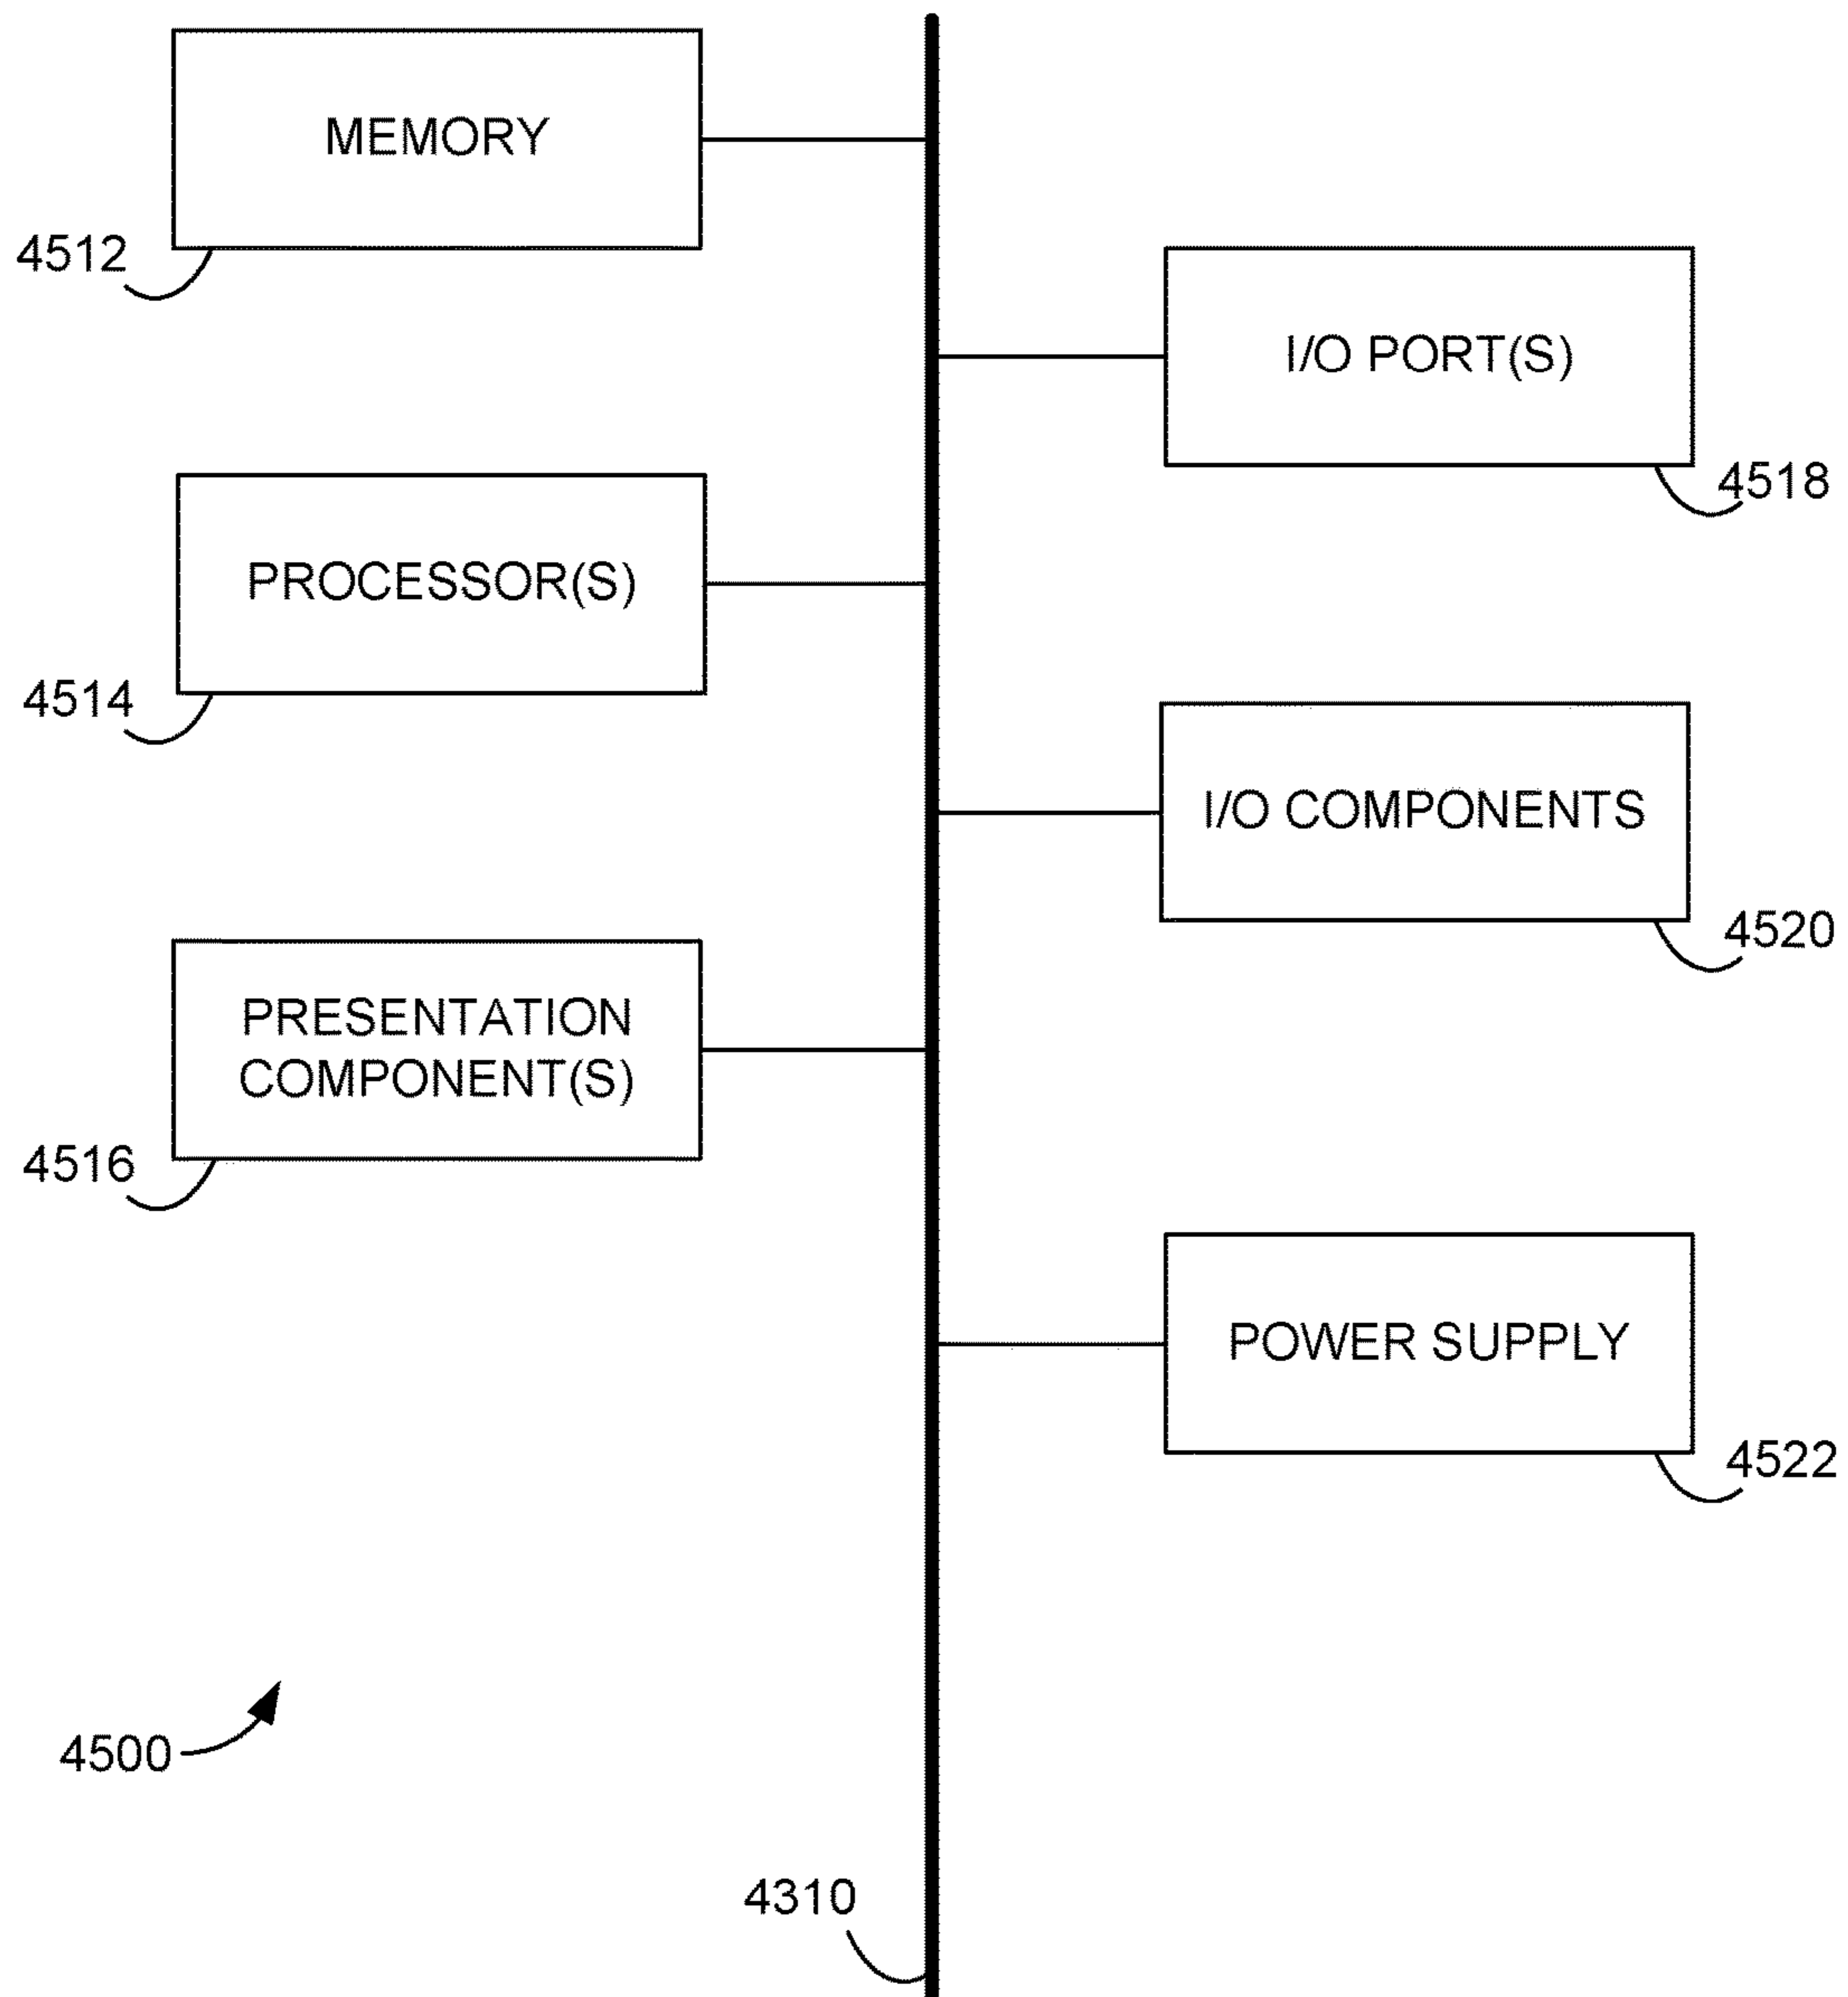 MEMORY
4512
I/O PORT(S)
4518
PROCESSOR(S)
4514
I/O COMPONENTS
4520
PRESENTATION
COMPONENT(S)
4516
POWER SUPPLY
4522
4500
4310